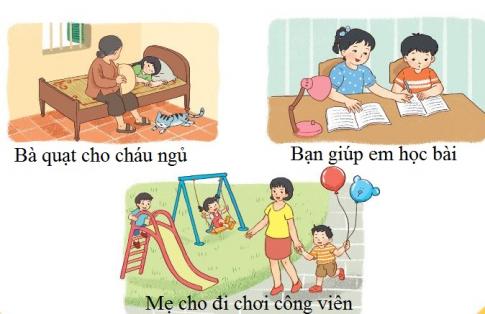 Bà quạt cho cháu ngủ
Bạn giúp em học bài
Mẹ cho đi chơi công viên